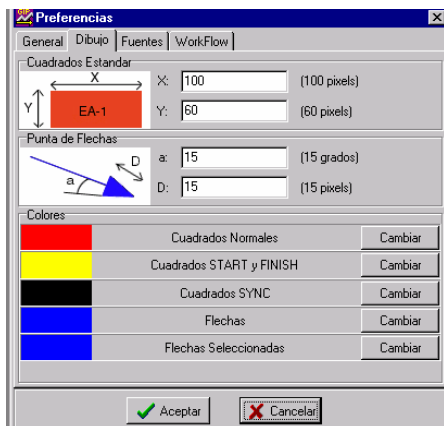 Preferencias
General Dibujo Fuentes WorkFlow
Cuadrados Estandar
X X: 100 (100 pixels)
Y EA-1 Y: 60 (60 pixels)
Punta de Flechas
D a: 15 (15 grados)
a D: 15 (15 pixels)
Colores
Cuadrados Normales Cambiar
Cuadrados START y FINISH Cambiar
Cuadrados SYNC Cambiar
Flechas Cambiar
Flechas Seleccionadas Cambiar
Aceptar Cancelar